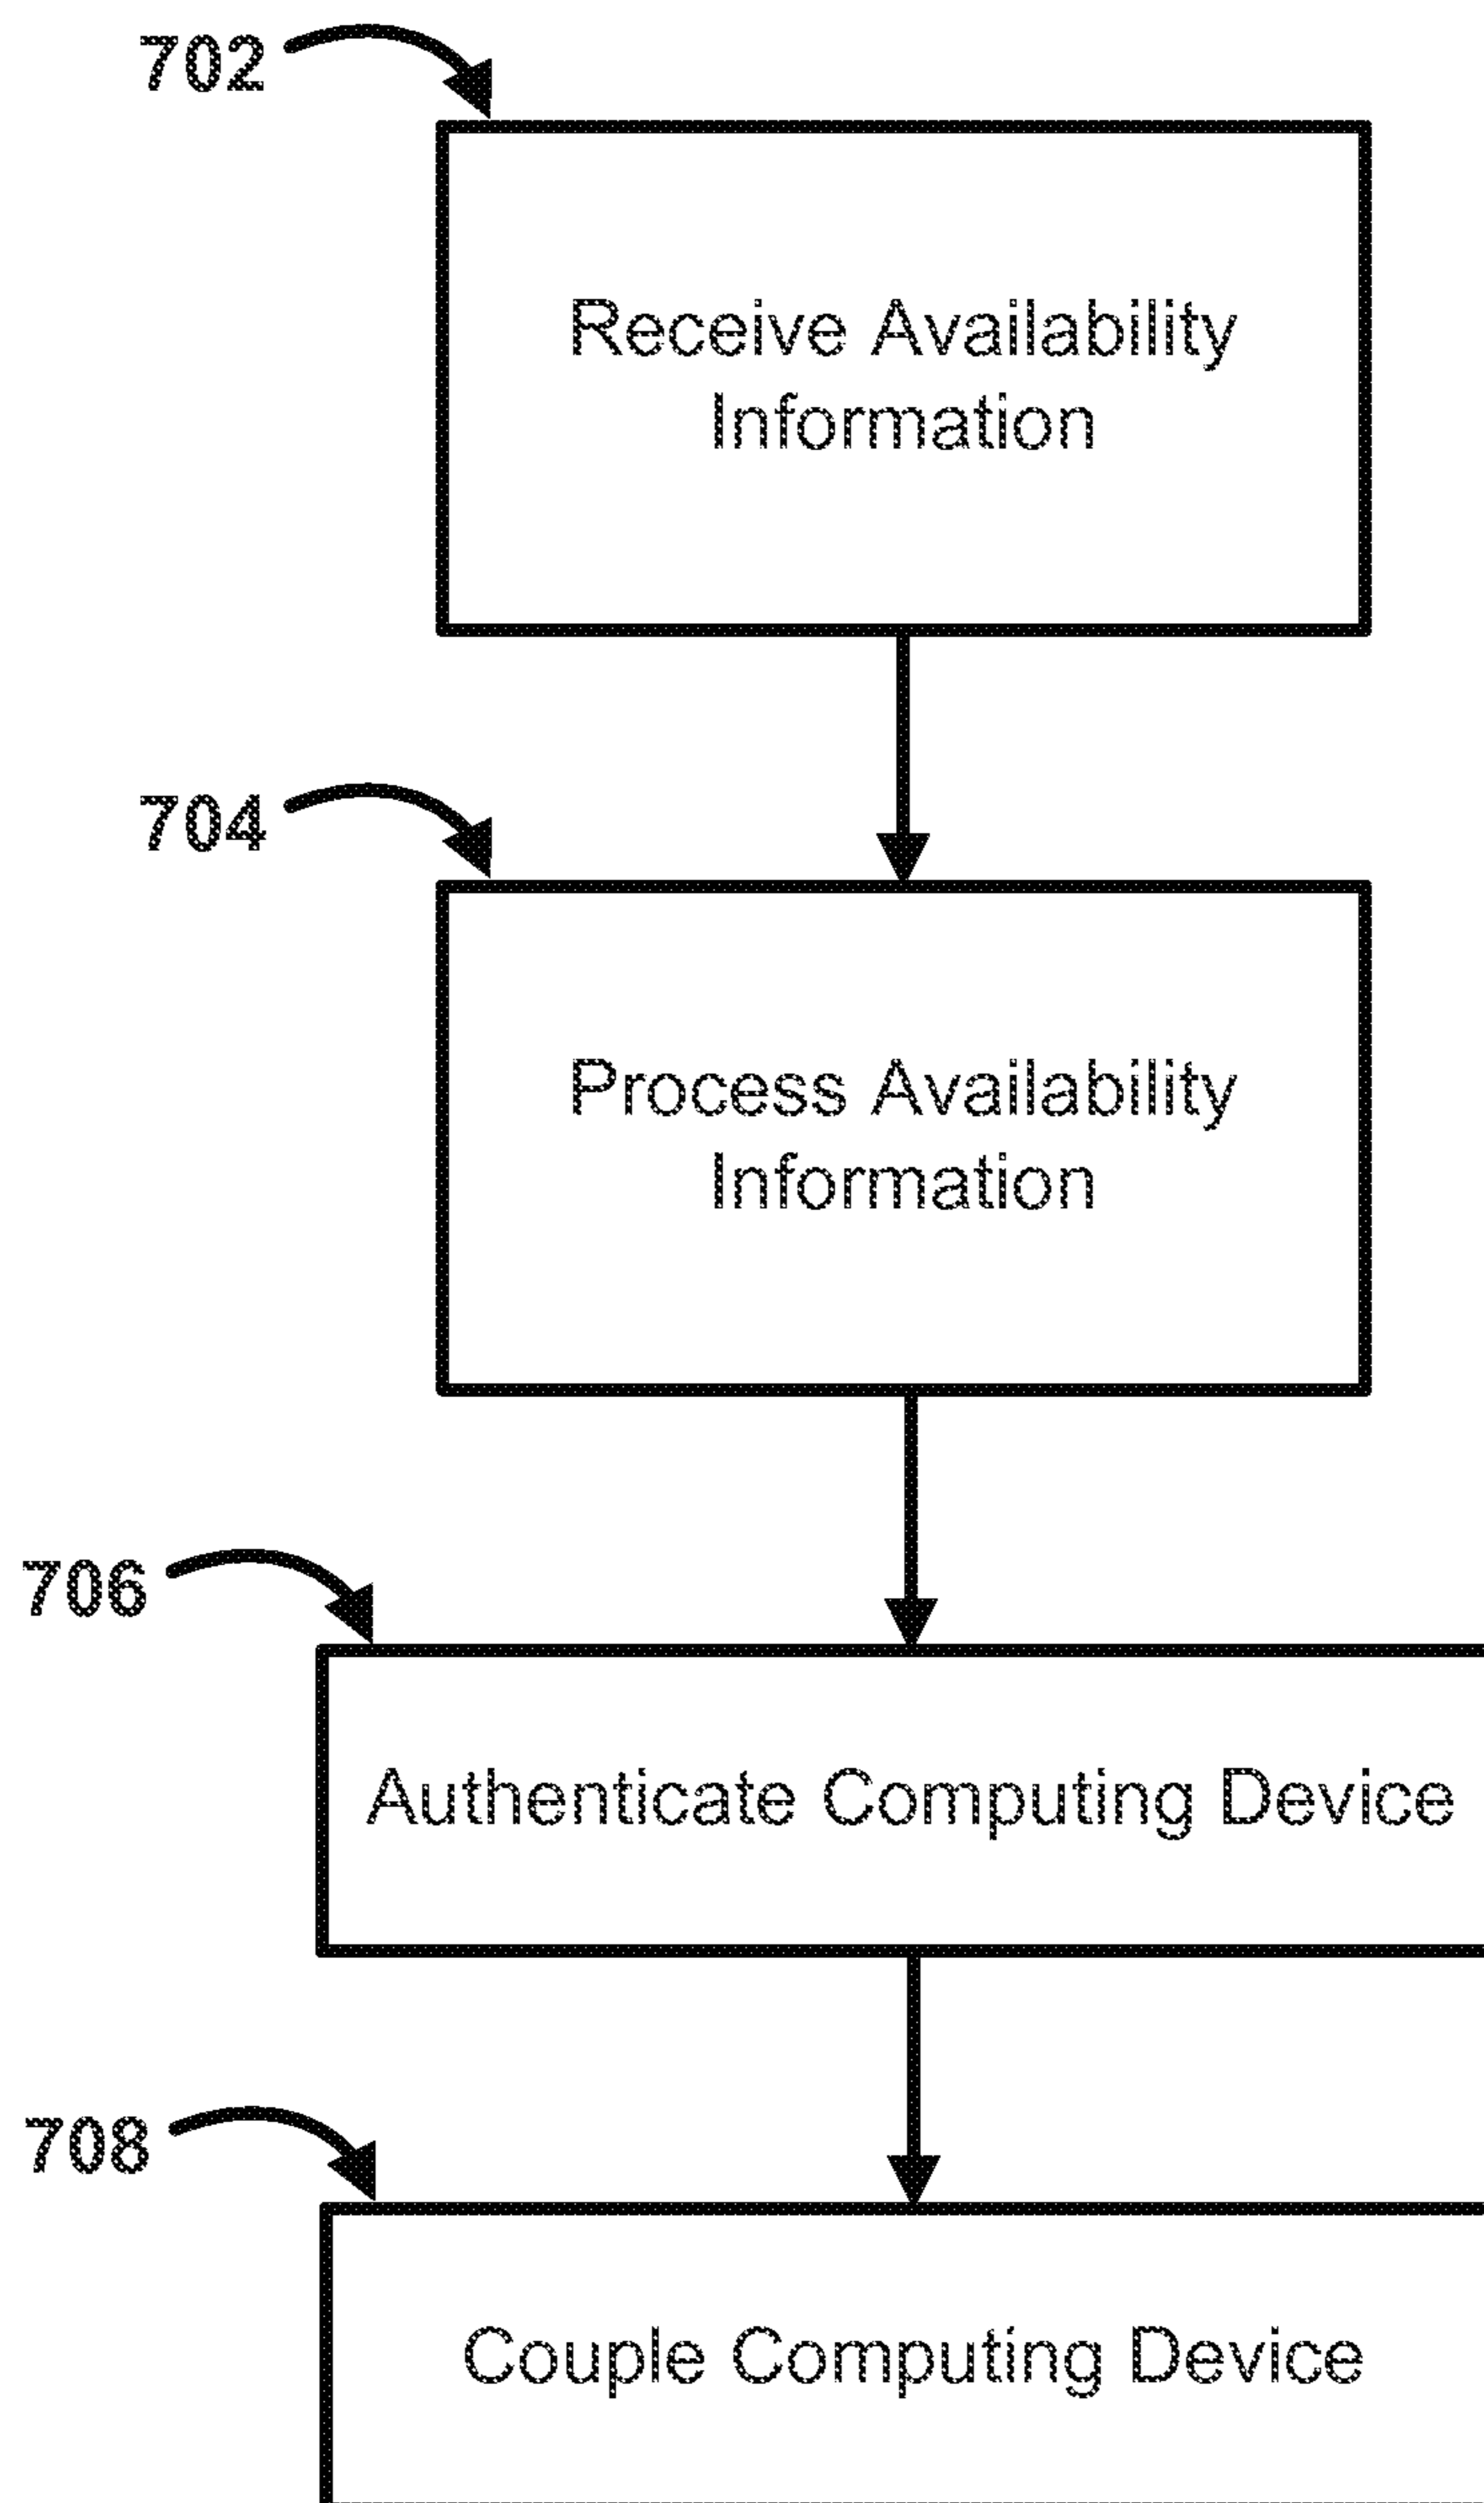 702
Receive Availability
Information
704
Process Availability
Information
706
Authenticate Computing Device
708
Couple Computing Device